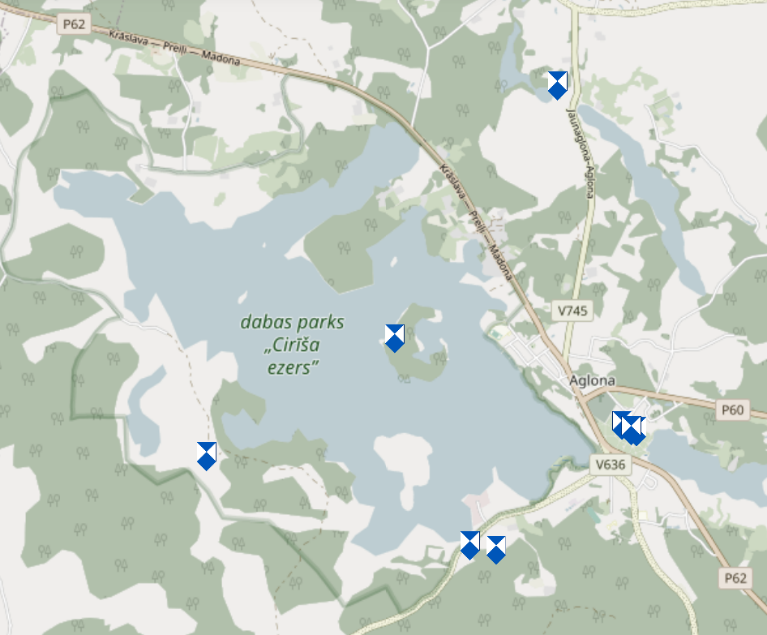 P62
Krāslava — Preiļi — Madona
Jaunaglona-Aglona
Krāslava — Preiļi — Madona
V745
dabas parks
„Cirīša
ezers”
Aglona
P60
V636
P62